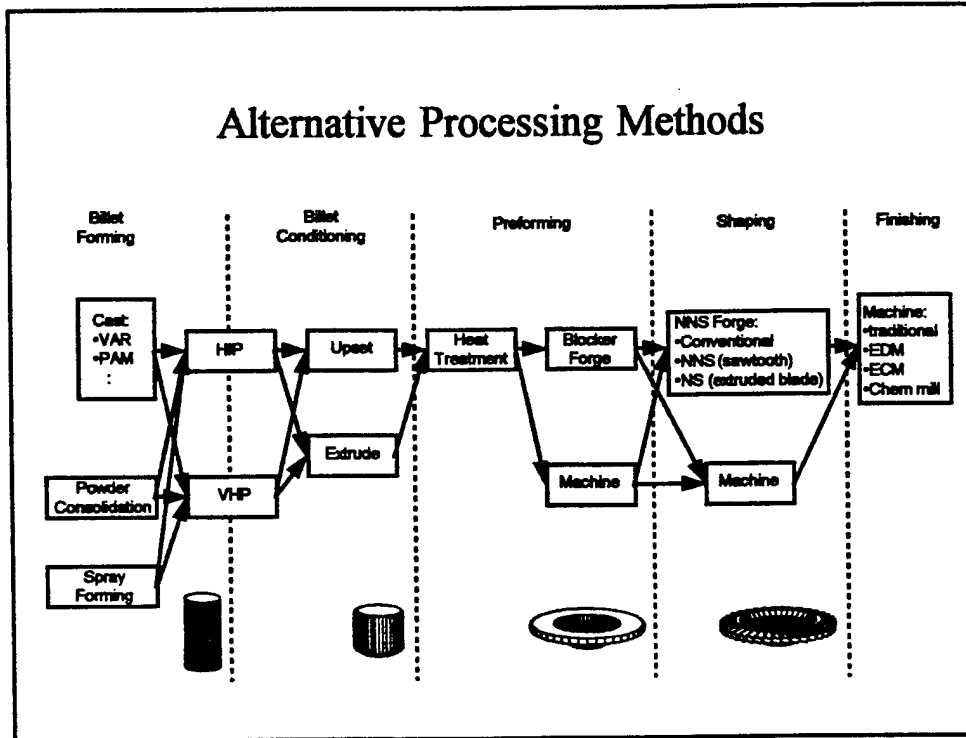 Alternative Processing Methods
Billet
Forming
Billet
Conditioning
Preforming
Shaping
Finishing
Cast:
•VAR
•PAM
:
HIP
Upset
Heat
Treatment
Blocker
Forge
NNS Forge:
•Conventional
•NNS (sawtooth)
•NS (extruded blade)
Machine:
•traditional
•EDM
•ECM
•Chem mill
Extrude
Powder
Consolidation
VHP
Machine
Machine
Spray
Forming